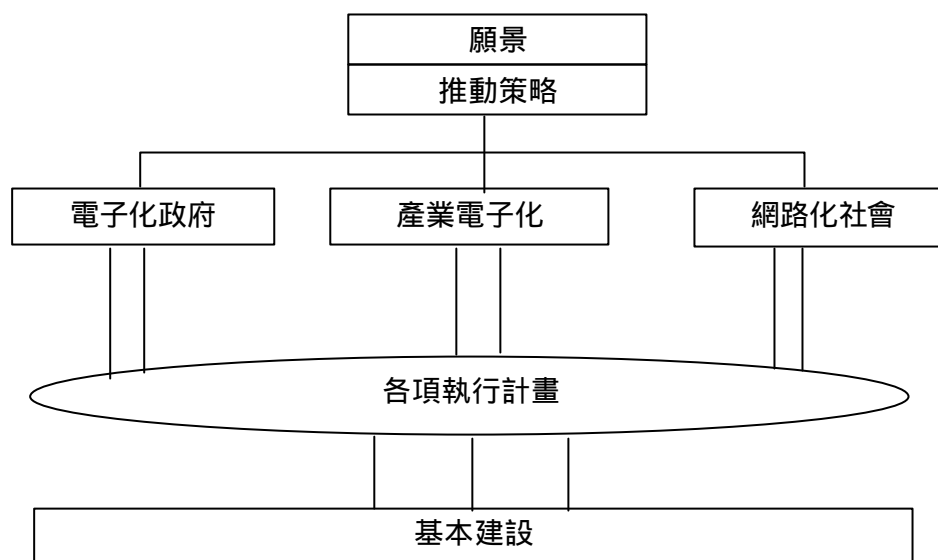 願景
推動策略
電子化政府
產業電子化
網路化社會
各項執行計畫
基本建設